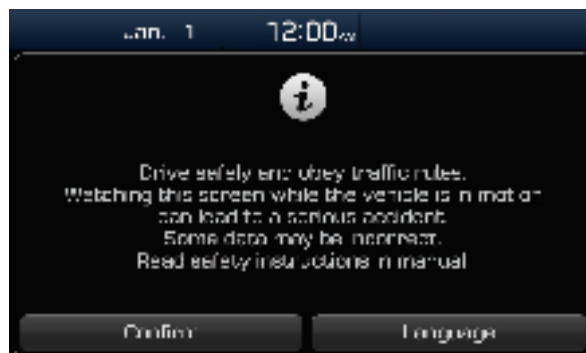 Jan. 1 12:00 AM
Drive safely and obey traffic rules.
Watching this screen while the vehicle is in motion
can lead to a serious accident.
Some data may be incorrect.
Read safety instructions in manual
Confirm Language